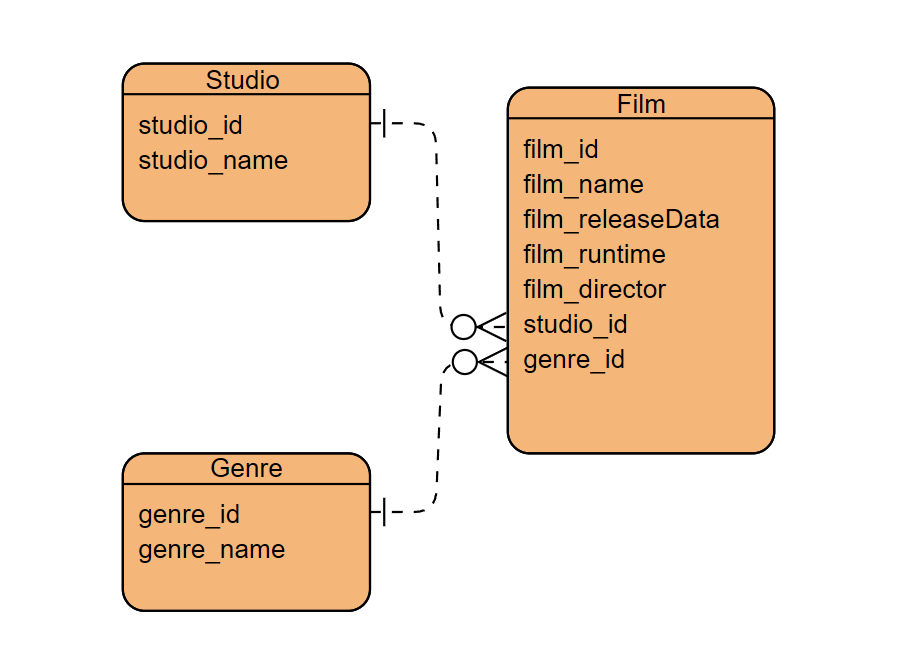 Studio
studio_id
studio_name
Film
film_id
film_name
film_releaseData
film_runtime
film_director
studio_id
genre_id
Genre
genre_id
genre_name